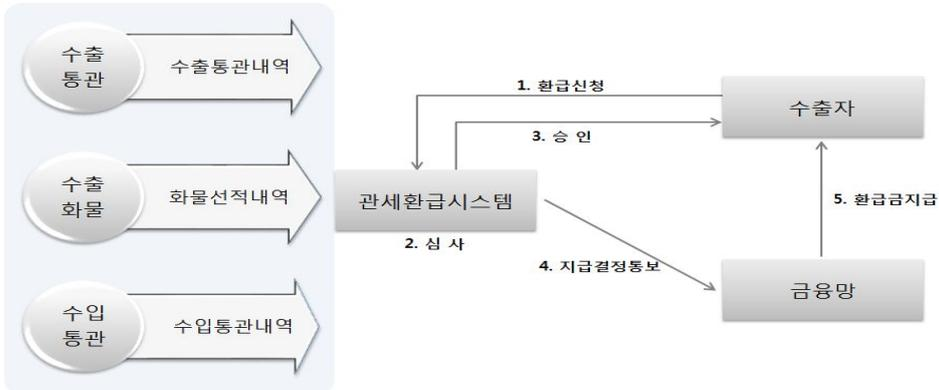 수출
통관
수출통관내역
수출
화물
화물선적내역
수입
통관
수입통관내역
1. 환급신청
3. 승 인
수출자
관세환급시스템
2. 심 사
5. 환급금지급
4. 지급결정통보
금융망